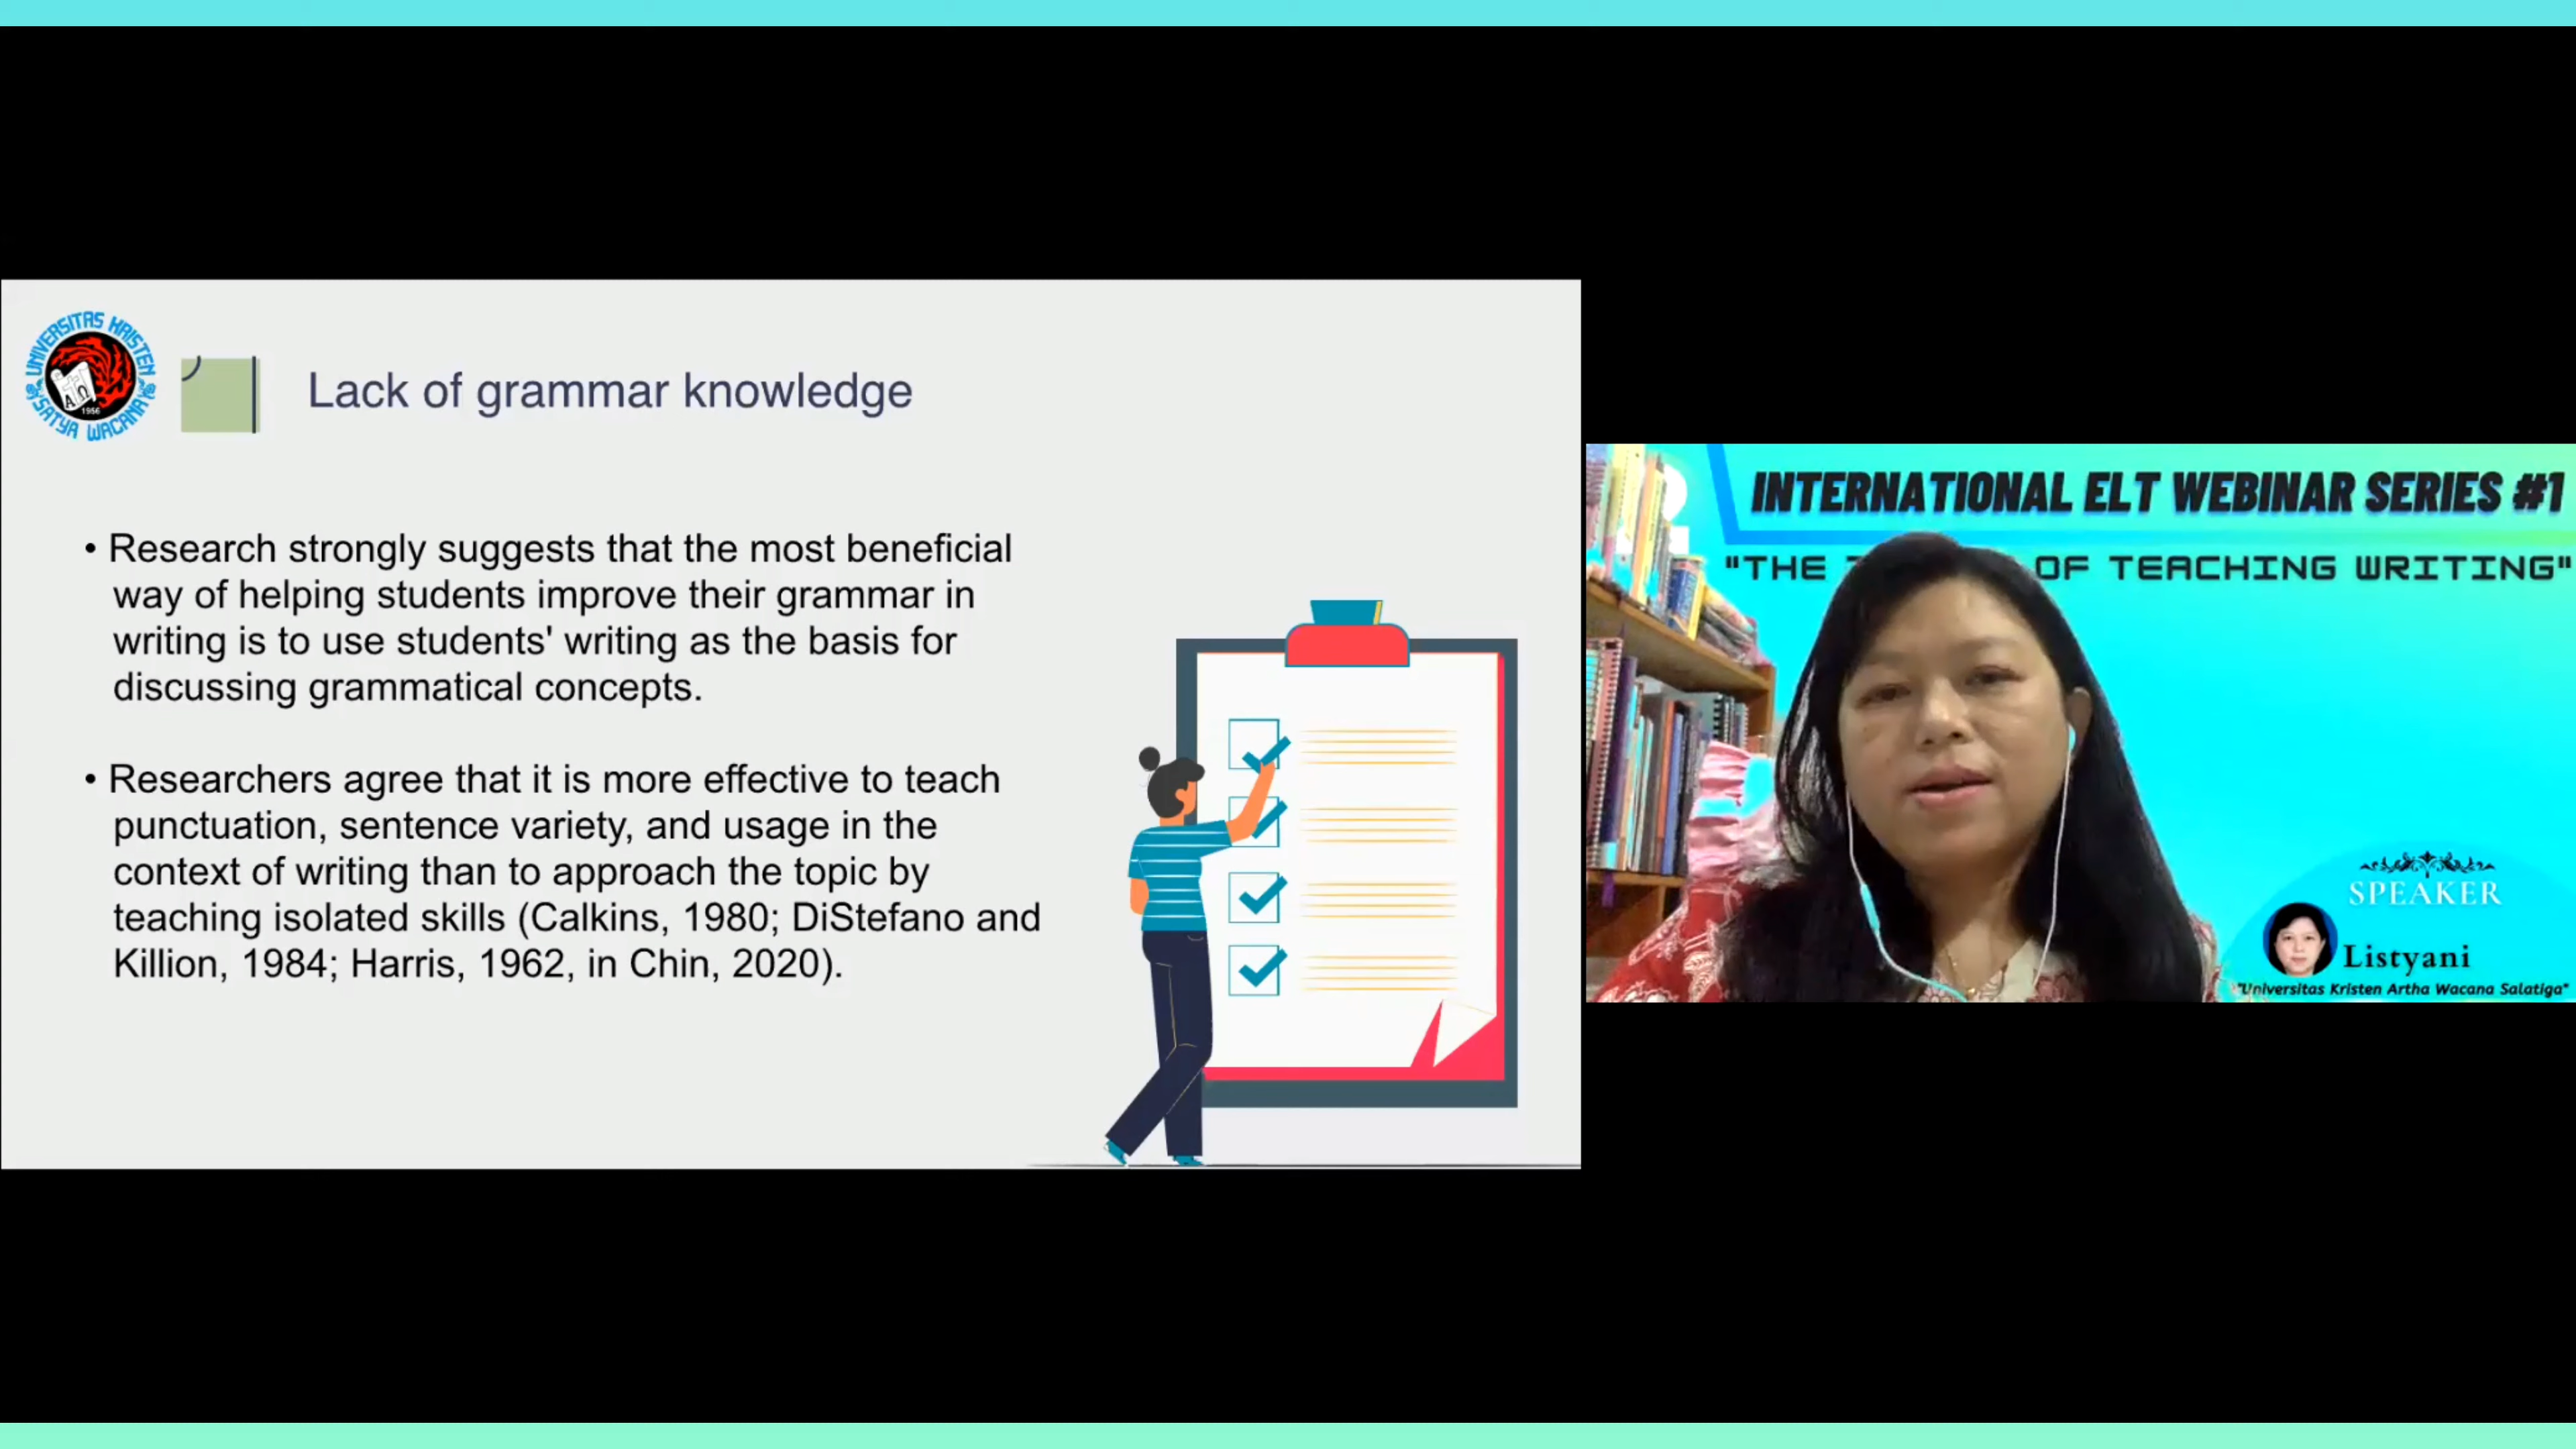 UNIVERSITAS KRISTEN
SATYA WACANA
A Ω
1956
Lack of grammar knowledge
• Research strongly suggests that the most beneficial
way of helping students improve their grammar in
writing is to use students' writing as the basis for
discussing grammatical concepts.
• Researchers agree that it is more effective to teach
punctuation, sentence variety, and usage in the
context of writing than to approach the topic by
teaching isolated skills (Calkins, 1980; DiStefano and
Killion, 1984; Harris, 1962, in Chin, 2020).
INTERNATIONAL ELT WEBINAR SERIES #1
"THE OF TEACHING WRITING"
SPEAKER
Listyani
"Universitas Kristen Artha Wacana Salatiga"